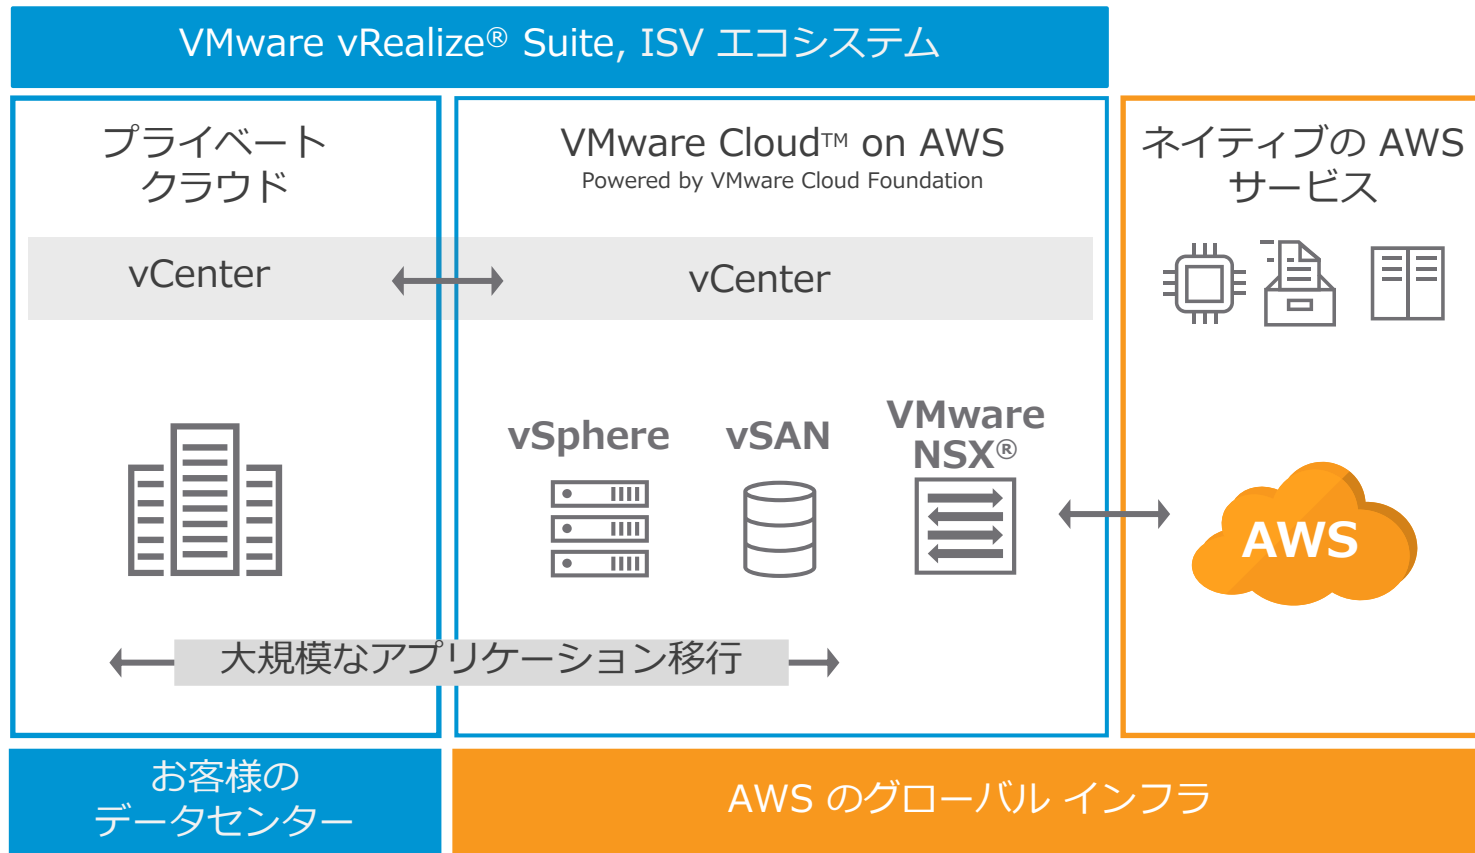 VMware vRealize® Suite, ISV エコシステム
プライベート
クラウド
VMware Cloud™ on AWS
Powered by VMware Cloud Foundation
ネイティブの AWS
サービス
vCenter
vCenter
vSphere
vSAN
VMware
NSX®
AWS
大規模なアプリケーション移行
お客様の
データセンター
AWS のグローバル インフラ